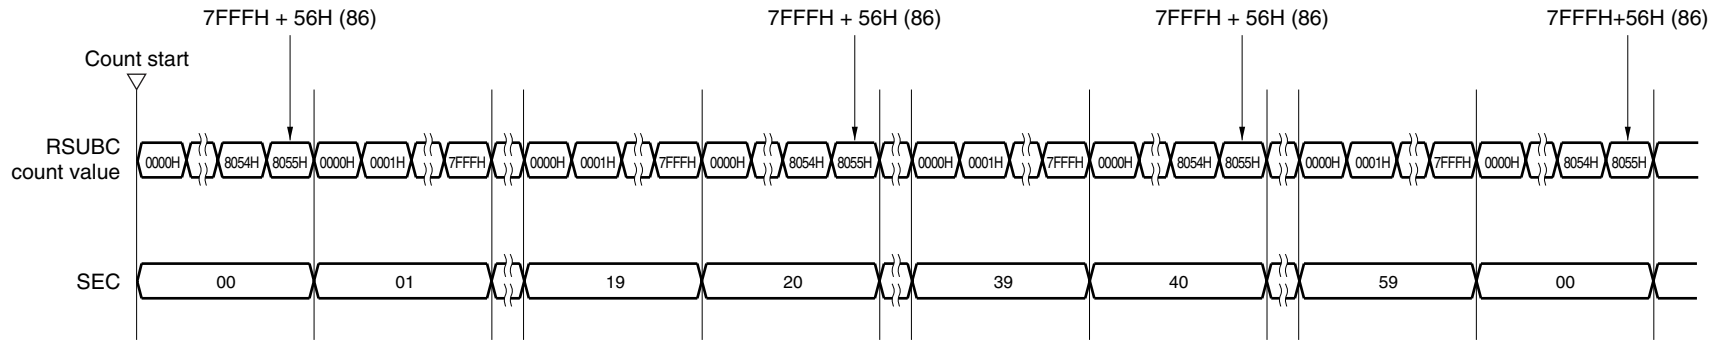 7FFFH + 56H (86) 7FFFH + 56H (86) 7FFFH + 56H (86) 7FFFH+56H (86)
Count start
RSUBC
count value
0000H 8054H 8055H 0000H 0001H 7FFFH 0000H 0001H 7FFFH 0000H 8054H 8055H 0000H 0001H 7FFFH 0000H 8054H 8055H 0000H 0001H 7FFFH 0000H 8054H 8055H
SEC 00 01 19 20 39 40 59 00